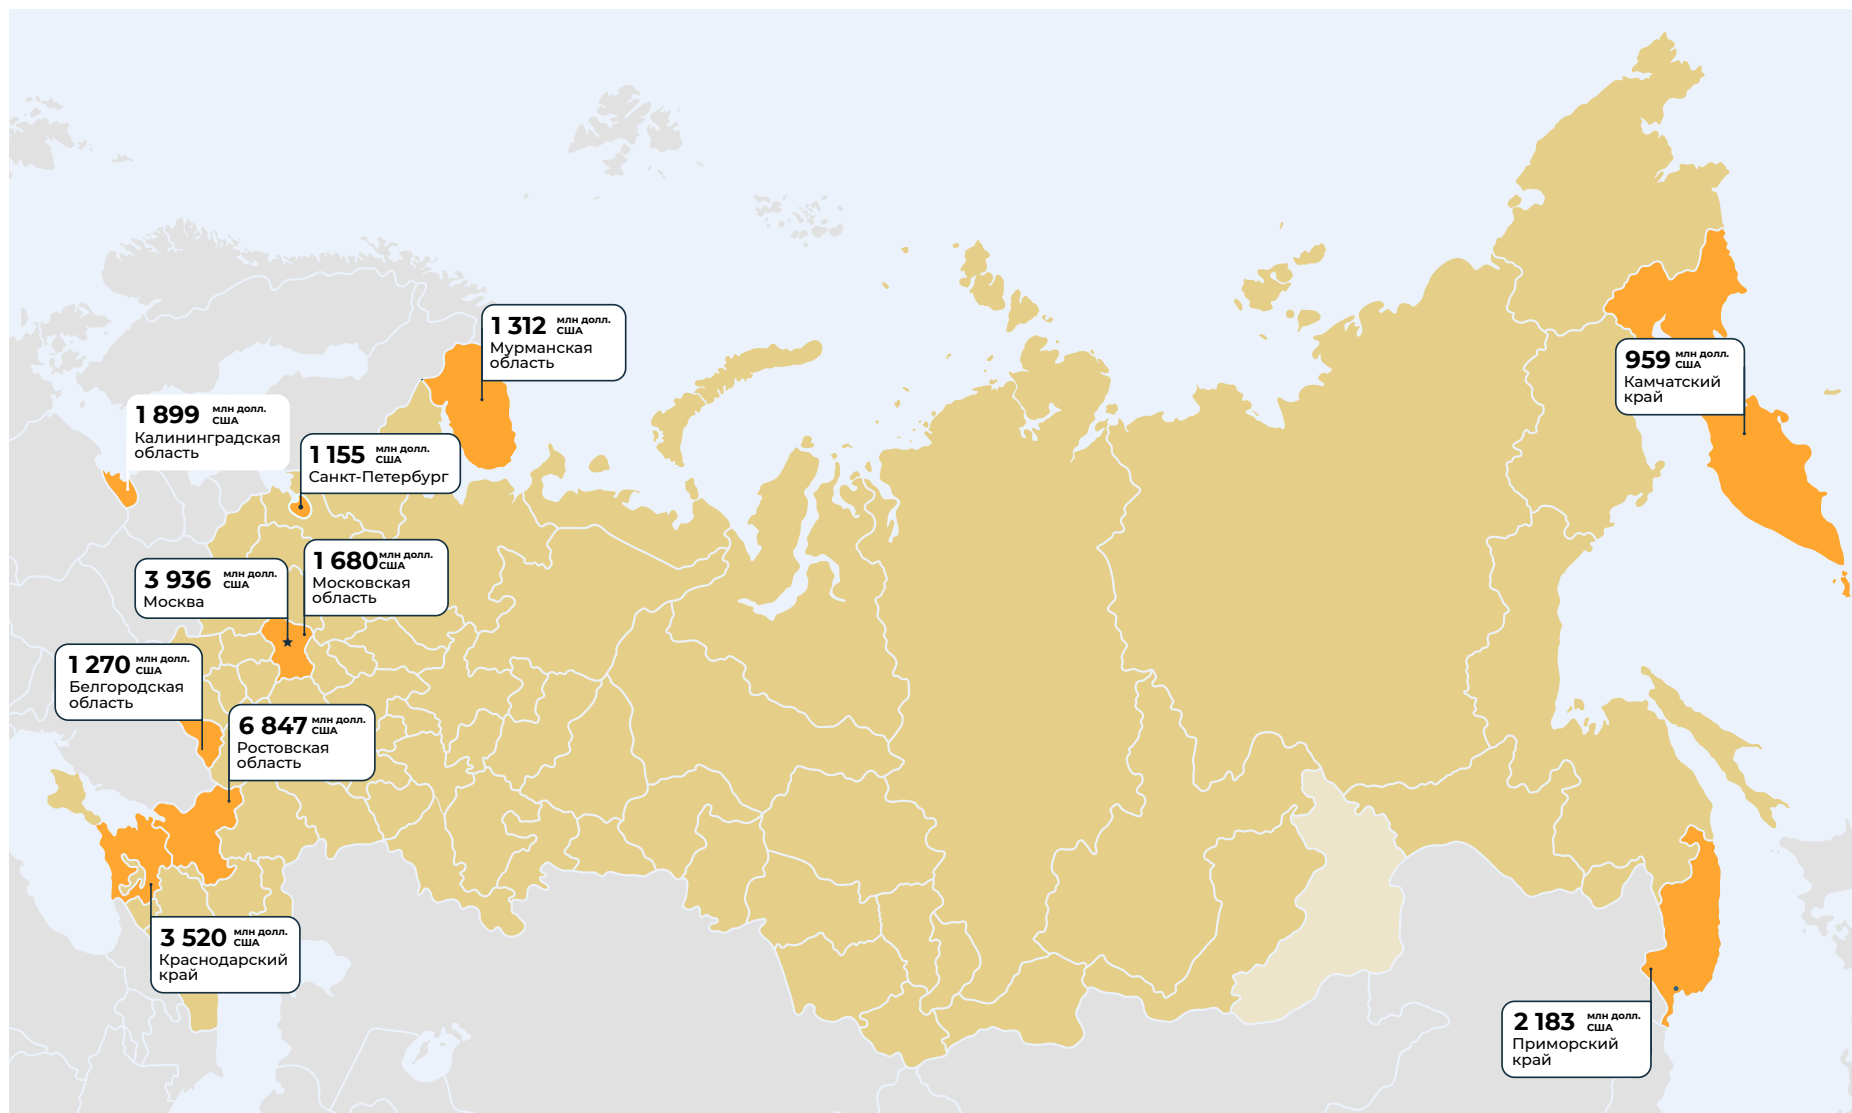 1 312 млн долл. США
Мурманская
область
959 млн долл. США
Камчатский
край
1 899 млн долл. США
Калининградская
область
1 155 млн долл. США
Санкт-Петербург
1 680 млн долл. США
Московская
область
3 936 млн долл. США
Москва
1 270 млн долл. США
Белгородская
область
6 847 млн долл. США
Ростовская
область
3 520 млн долл. США
Краснодарский
край
2 183 млн долл. США
Приморский
край